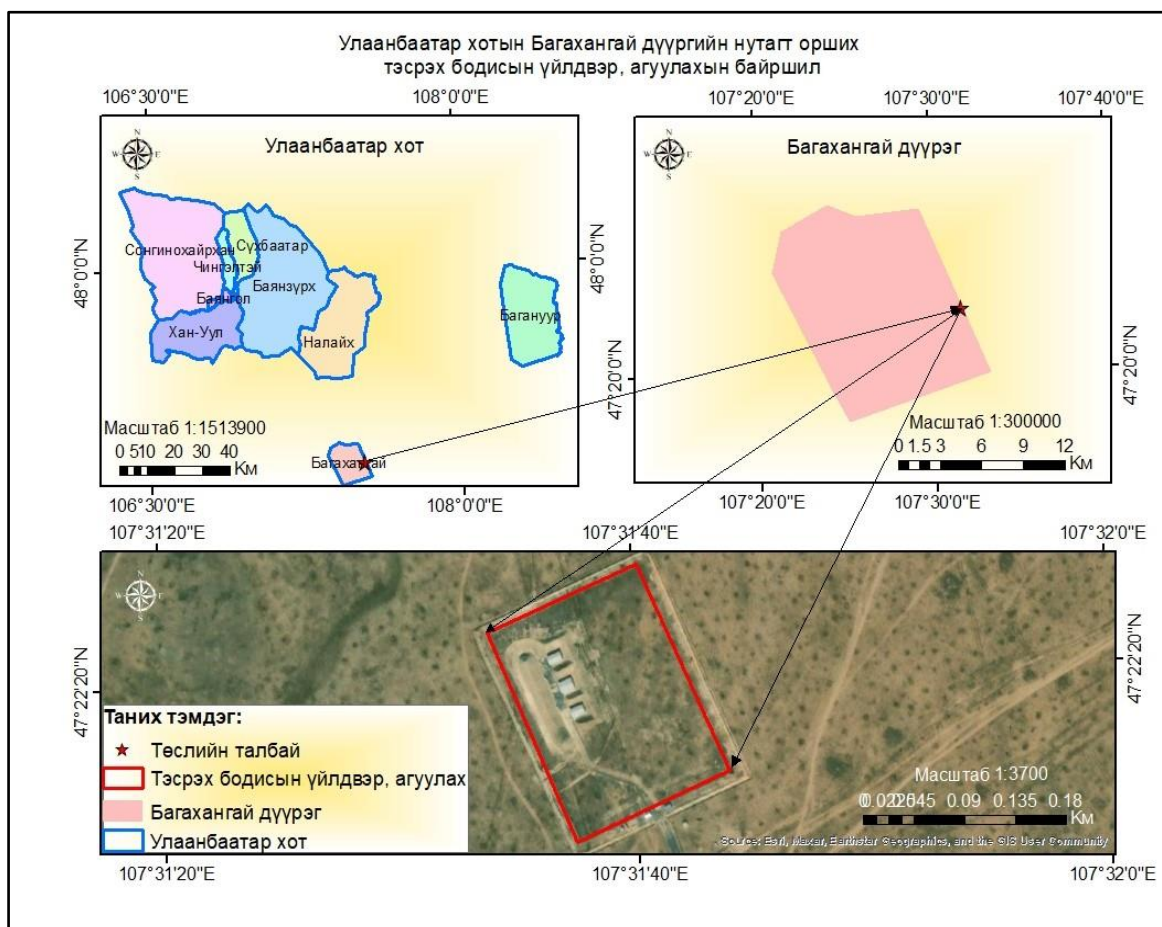 Улаанбаатар хотын Багахангай дүүргийн нутагт орших
тэсрэх бодисын үйлдвэр, агуулахын байршил
106°30'0"E
108°0'0"E
107°20'0"E
107°30'0"E
107°40'0"E
Улаанбаатар хот
N
W
E
S
48°0'0"N
48°0'0"N
Сонгинохайрхан
Сүхбаатар
Чингэлтэй
Баянзүрх
Баянгол
Хан-Уул
Налайх
Багануур
Багахангай
Масштаб 1:1513900
0 5 10 20 30 40
Км
106°30'0"E
108°0'0"E
Багахангай дүүрэг
N
W
E
S
47°20'0"N
47°20'0"N
Масштаб 1:300000
0 1.5 3 6 9 12
Км
107°20'0"E
107°30'0"E
107°31'20"E
107°31'40"E
107°32'0"E
N
W
E
S
47°22'20"N
47°22'20"N
Таних тэмдэг:
Төслийн талбай
Тэсрэх бодисын үйлдвэр, агуулах
Багахангай дүүрэг
Улаанбаатар хот
Масштаб 1:3700
0.09 0.135 0.18
Км
Source: Esri, Maxar, Earthstar Geographics, and the GIS User Community
107°31'20"E
107°31'40"E
107°32'0"E